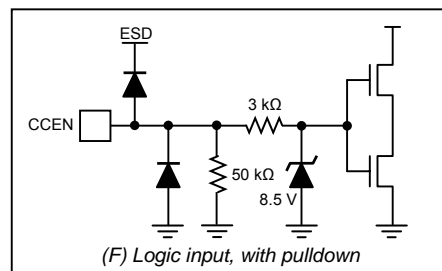 ESD
CCEN
3 kΩ
50 kΩ
8.5 V
(F) Logic input, with pulldown